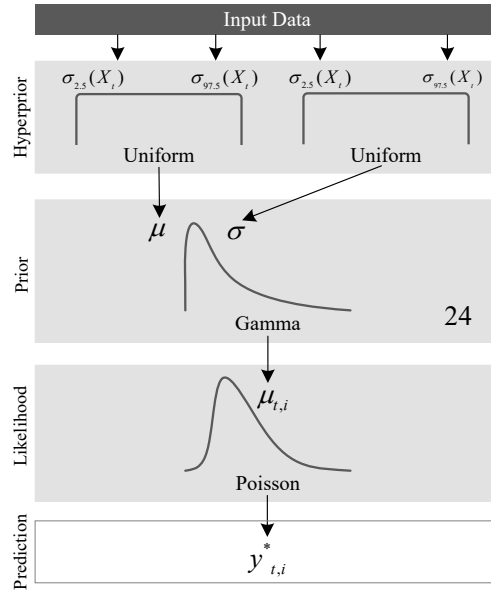 Input Data
Hyperprior
σ2.5(Xt) σ97.5(Xt) σ2.5(Xt) σ97.5(Xt)
Uniform Uniform
Prior
μ σ
Gamma
24
Likelihood
μt,i
Poisson
Prediction
y*t,i